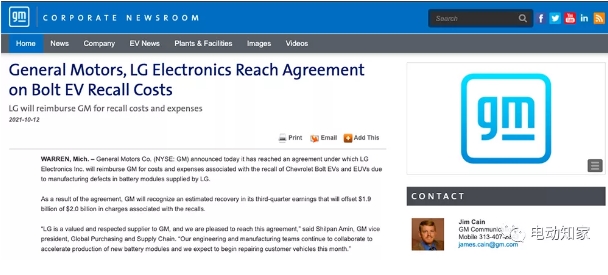 gm
CORPORATE NEWSROOM
Search
Home News Company EV News Plants & Facilities Images Videos
General Motors, LG Electronics Reach Agreement
on Bolt EV Recall Costs
LG will reimburse GM for recall costs and expenses
2021-10-12
Print Email Add This
WARREN, Mich. – General Motors Co. (NYSE: GM) announced today it has reached an agreement under which LG
Electronics Inc. will reimburse GM for costs and expenses associated with the recall of Chevrolet Bolt EVs and EUVs due
to manufacturing defects in battery modules supplied by LG.
As a result of the agreement, GM will recognize an estimated recovery in its third-quarter earnings that will offset $1.9
billion of $2.0 billion in charges associated with the recalls.
"LG is a valued and respected supplier to GM, and we are pleased to reach this agreement," said Shilpan Amin, GM vice
president, Global Purchasing and Supply Chain. "Our engineering and manufacturing teams continue to collaborate to
accelerate production of new battery modules and we expect to begin repairing customer vehicles this month."
gm
CONTACT
Jim Cain
GM Communic
Mobile 313-407-
james.cain@gm.com
电动知家